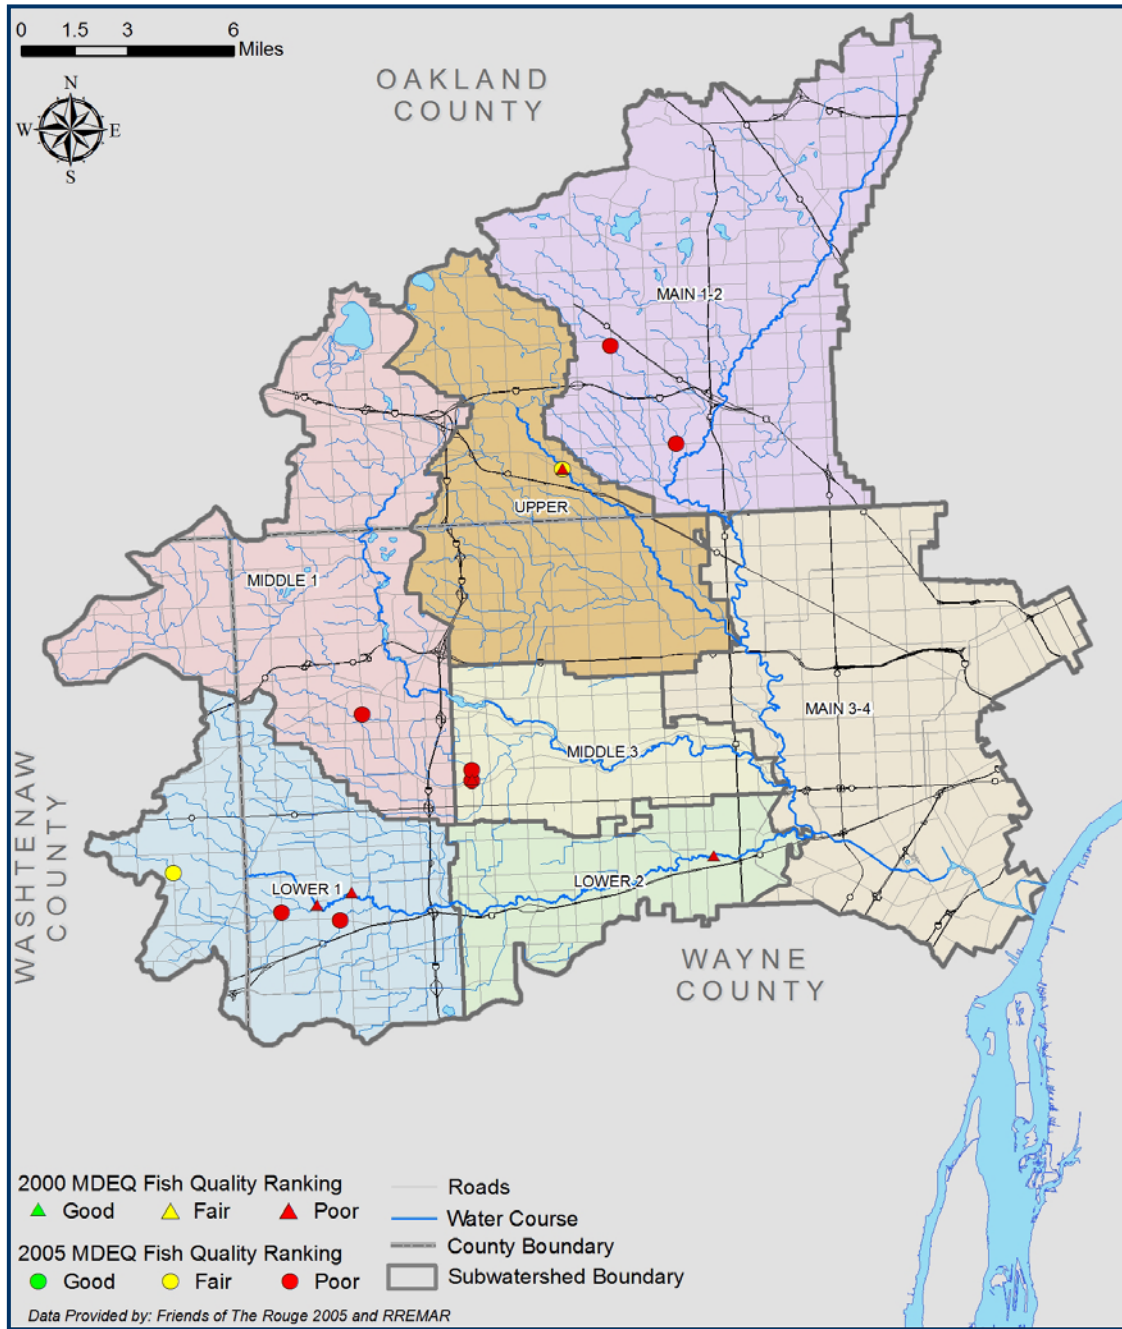 0 1.5 3 6
Miles
N
W E
S
OAKLAND
COUNTY
MAIN 1-2
UPPER
MIDDLE 1
MAIN 3-4
MIDDLE 3
LOWER 1
LOWER 2
WASHTENAW
COUNTY
WAYNE
COUNTY
2000 MDEQ Fish Quality Ranking
Good Fair Poor
2005 MDEQ Fish Quality Ranking
Good Fair Poor
Roads
Water Course
County Boundary
Subwatershed Boundary
Data Provided by: Friends of The Rouge 2005 and RREMAR